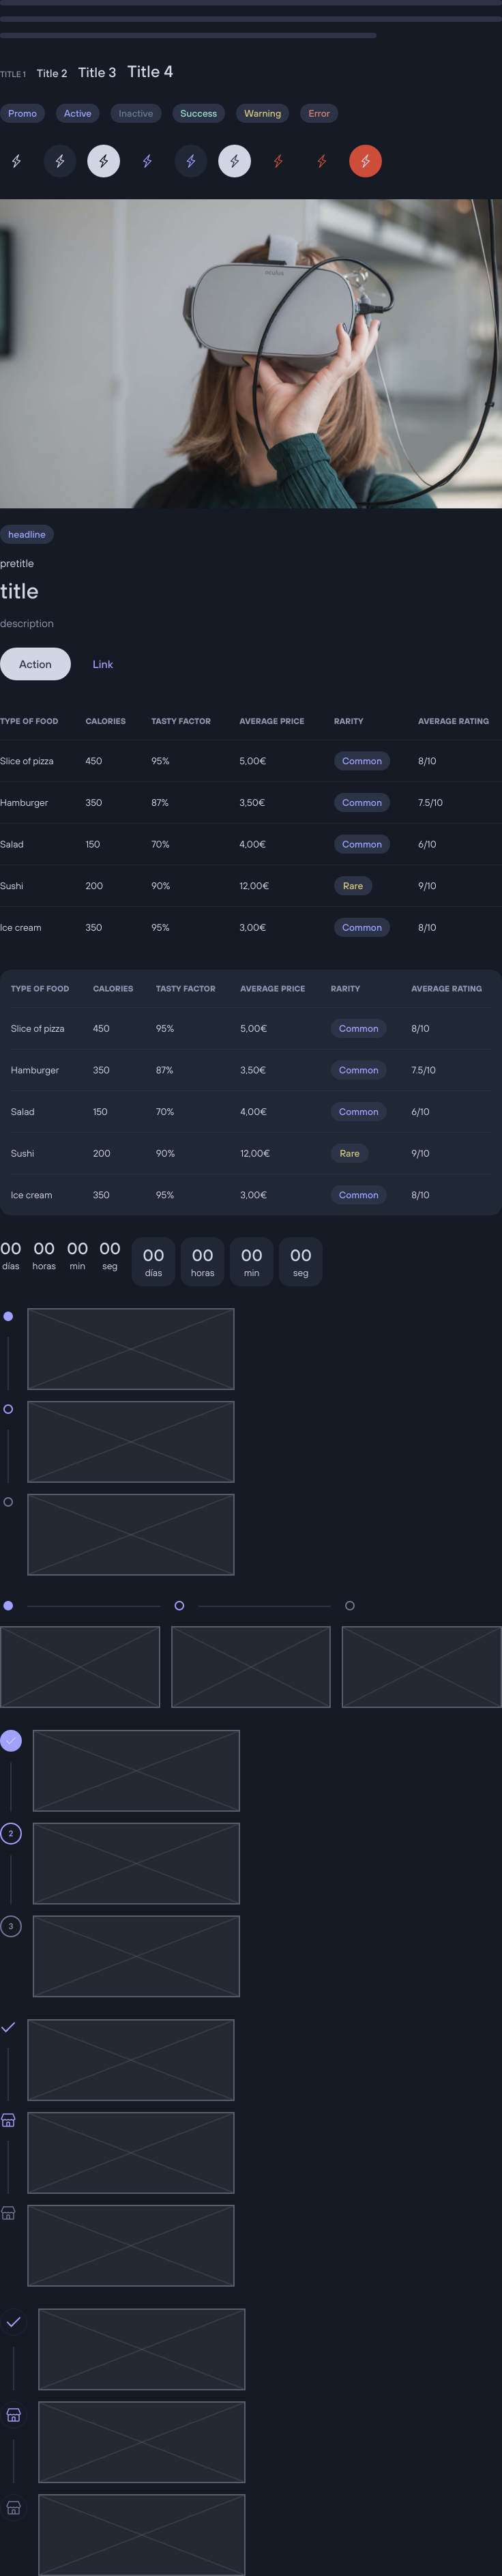 TITLE 1 Title 2 Title 3 Title 4
Promo Active Inactive Success Warning Error
oculus
headline
pretitle
title
description
Action Link
TYPE OF FOOD CALORIES TASTY FACTOR AVERAGE PRICE RARITY AVERAGE RATING
Slice of pizza 450 95% 5,00€ Common 8/10
Hamburger 350 87% 3,50€ Common 7.5/10
Salad 150 70% 4,00€ Common 6/10
Sushi 200 90% 12,00€ Rare 9/10
Ice cream 350 95% 3,00€ Common 8/10
TYPE OF FOOD CALORIES TASTY FACTOR AVERAGE PRICE RARITY AVERAGE RATING
Slice of pizza 450 95% 5,00€ Common 8/10
Hamburger 350 87% 3,50€ Common 7.5/10
Salad 150 70% 4,00€ Common 6/10
Sushi 200 90% 12,00€ Rare 9/10
Ice cream 350 95% 3,00€ Common 8/10
00 00 00 00 00 00 00 00
días horas min seg días horas min seg
2
3